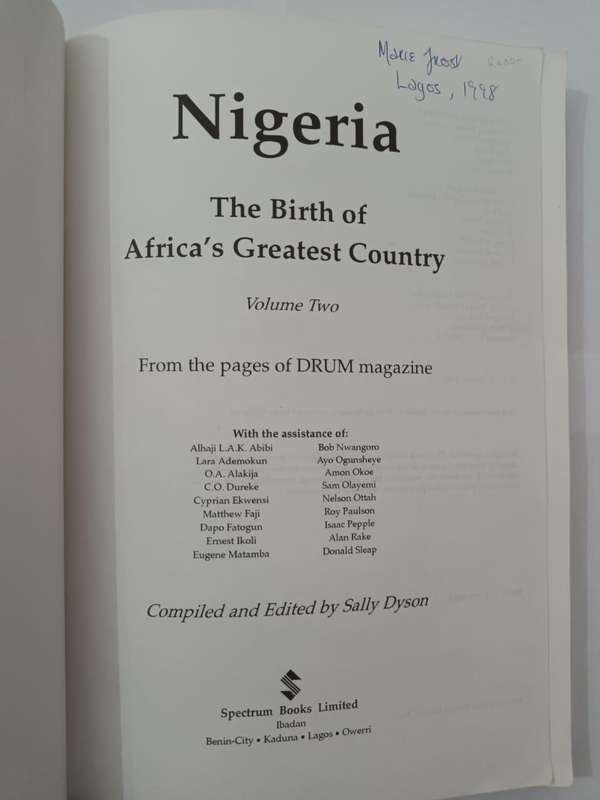 Marie Frost
Lagos, 1998
Nigeria
The Birth of
Africa's Greatest Country
Volume Two
From the pages of DRUM magazine
With the assistance of:
Alhaji L.A.K. Abibi
Lara Ademokun
O.A. Alakija
C.O. Dureke
Cyprian Ekwensi
Matthew Faji
Dapo Fatogun
Ernest Ikoli
Eugene Matamba
Bob Nwangoro
Ayo Ogunsheye
Amon Okoe
Sam Olayemi
Nelson Ottah
Roy Paulson
Isaac Pepple
Alan Rake
Donald Sleap
Compiled and Edited by Sally Dyson
Spectrum Books Limited
Ibadan
Benin-City • Kaduna • Lagos • Owerri